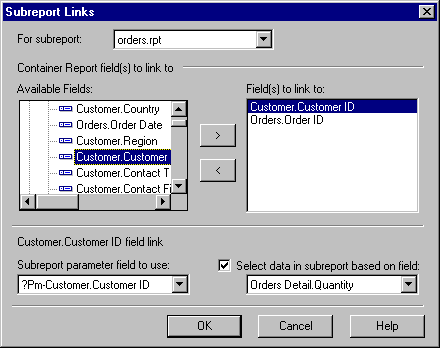 Subreport Links
For subreport:
orders.rpt
Container Report field(s) to link to
Available Fields:
Customer.Country
Orders.Order Date
Customer.Region
Customer.Customer
Customer.Contact T
Customer.Contact Fi
>
<
Field(s) to link to:
Customer.Customer ID
Orders.Order ID
Customer.Customer ID field link
Subreport parameter field to use:
?Pm-Customer.Customer ID
Select data in subreport based on field:
Orders Detail.Quantity
OK
Cancel
Help